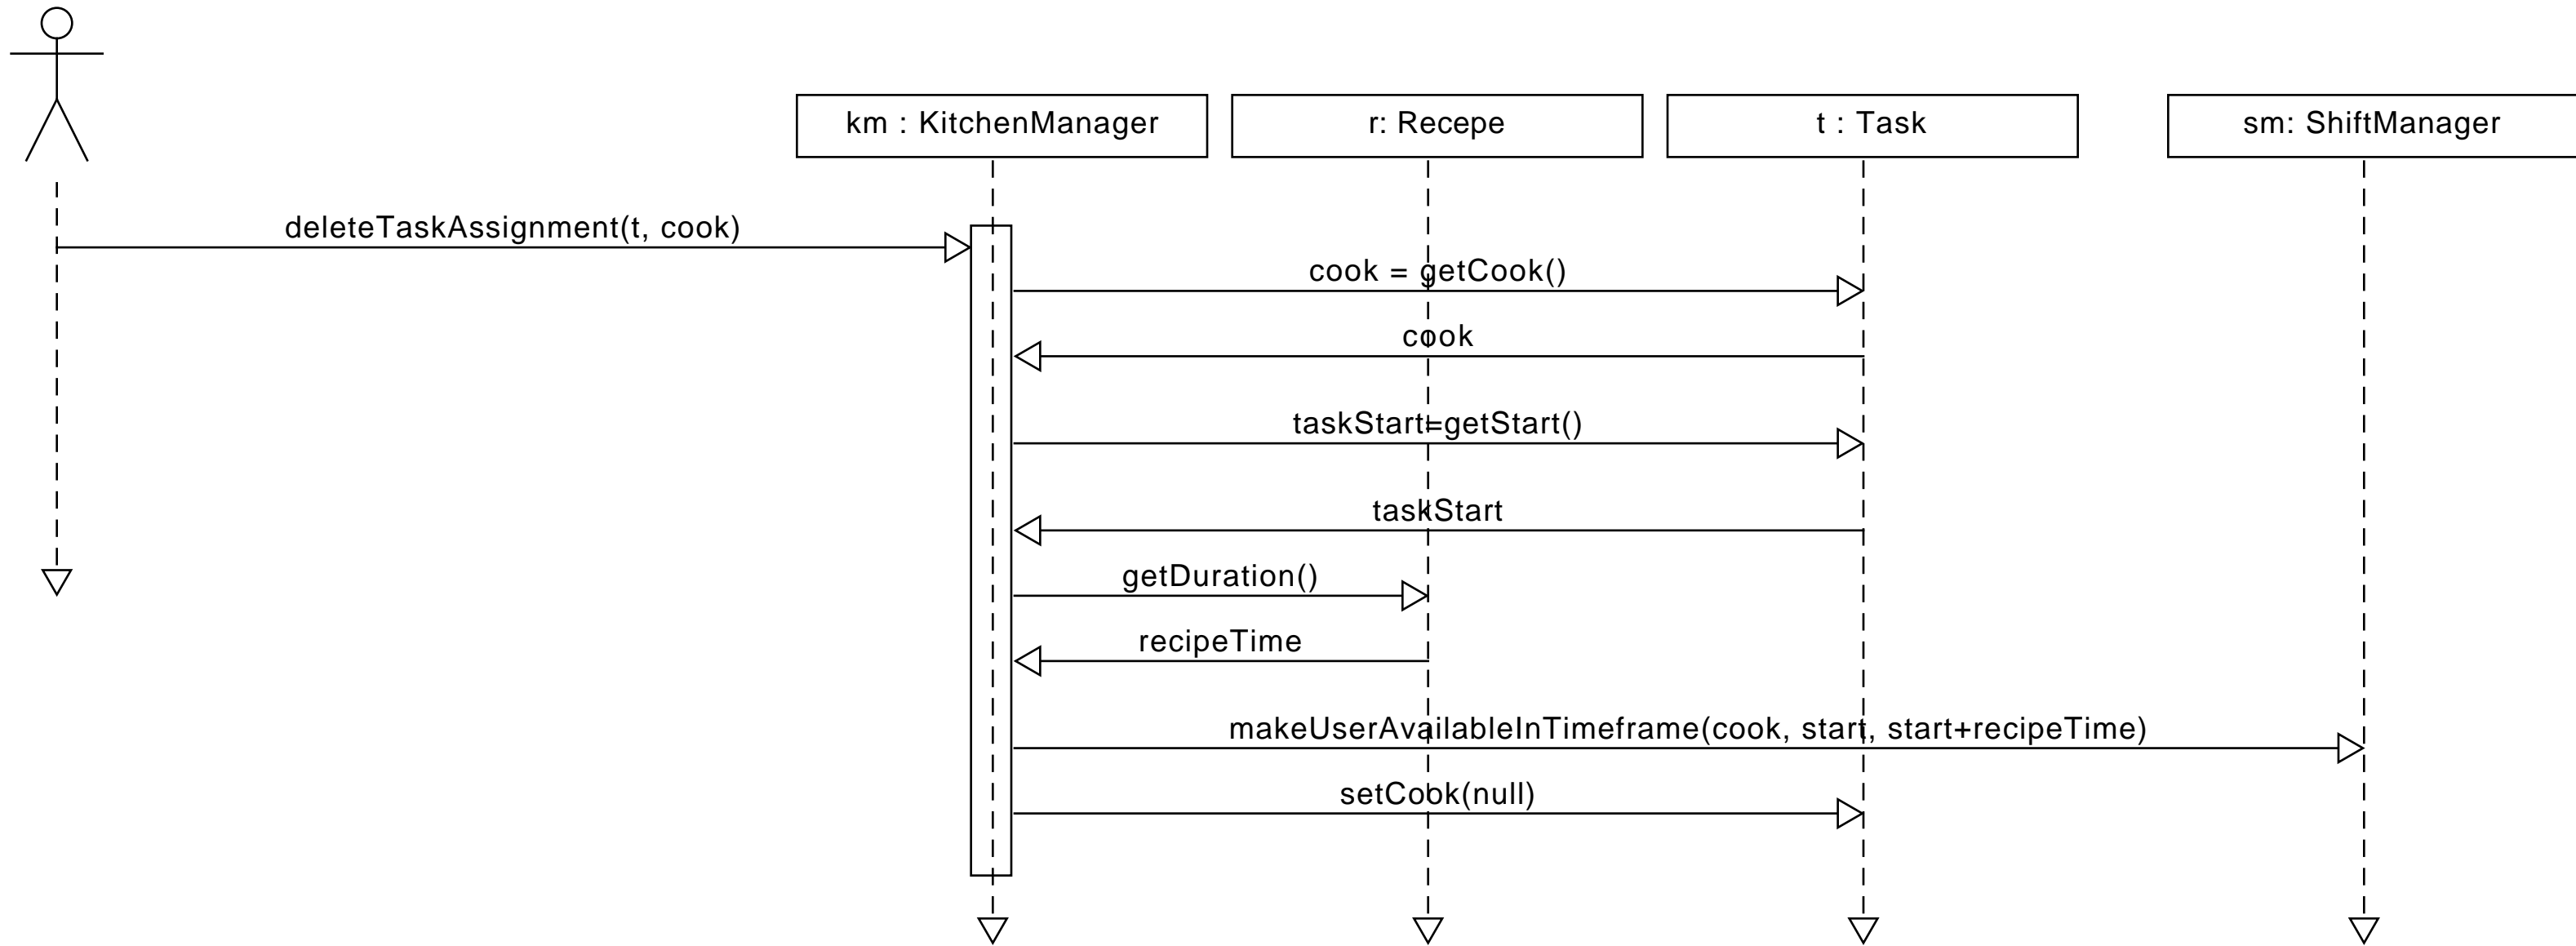 km : KitchenManager
r: Recepe
t : Task
sm: ShiftManager
deleteTaskAssignment(t, cook)
cook = getCook()
cook
taskStart=getStart()
taskStart
getDuration()
recipeTime
makeUserAvailableInTimeframe(cook, start, start+recipeTime)
setCook(null)